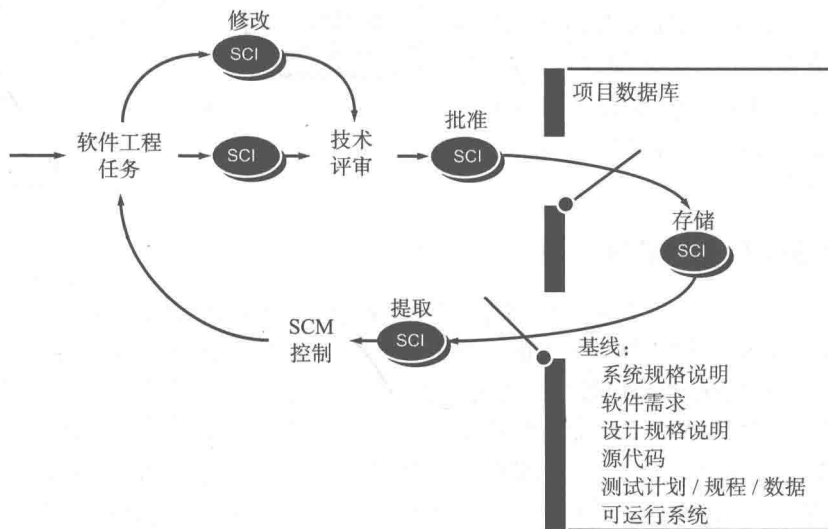 修改
SCI
项目数据库
软件工程
任务
SCI
技术
评审
批准
SCI
存储
SCI
提取
SCI
SCM
控制
基线：
系统规格说明
软件需求
设计规格说明
源代码
测试计划 / 规程 / 数据
可运行系统